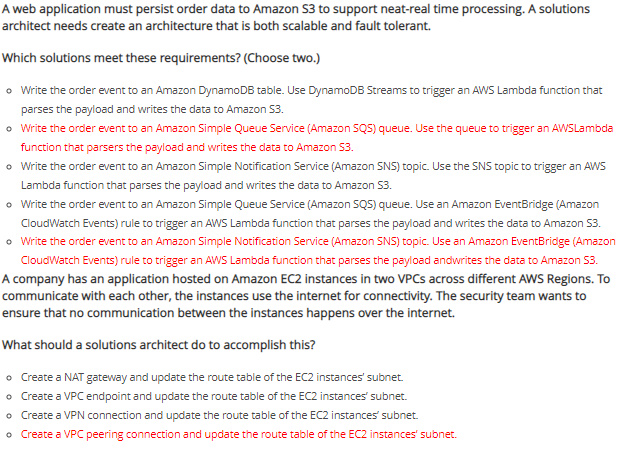 A web application must persist order data to Amazon S3 to support neat-real time processing. A solutions
architect needs create an architecture that is both scalable and fault tolerant.
Which solutions meet these requirements? (Choose two.)
Write the order event to an Amazon DynamoDB table. Use DynamoDB Streams to trigger an AWS Lambda function that
parses the payload and writes the data to Amazon S3.
Write the order event to an Amazon Simple Queue Service (Amazon SQS) queue. Use the queue to trigger an AWSLambda
function that parsers the payload and writes the data to Amazon S3.
Write the order event to an Amazon Simple Notification Service (Amazon SNS) topic. Use the SNS topic to trigger an AWS
Lambda function that parses the payload and writes the data to Amazon S3.
Write the order event to an Amazon Simple Queue Service (Amazon SQS) queue. Use an Amazon EventBridge (Amazon
CloudWatch Events) rule to trigger an AWS Lambda function that parses the payload and writes the data to Amazon S3.
Write the order event to an Amazon Simple Notification Service (Amazon SNS) topic. Use an Amazon EventBridge (Amazon
CloudWatch Events) rule to trigger an AWS Lambda function that parses the payload andwrites the data to Amazon S3.
A company has an application hosted on Amazon EC2 instances in two VPCs across different AWS Regions. To
communicate with each other, the instances use the internet for connectivity. The security team wants to
ensure that no communication between the instances happens over the internet.
What should a solutions architect do to accomplish this?
Create a NAT gateway and update the route table of the EC2 instances' subnet.
Create a VPC endpoint and update the route table of the EC2 instances' subnet.
Create a VPN connection and update the route table of the EC2 instances' subnet.
Create a VPC peering connection and update the route table of the EC2 instances' subnet.